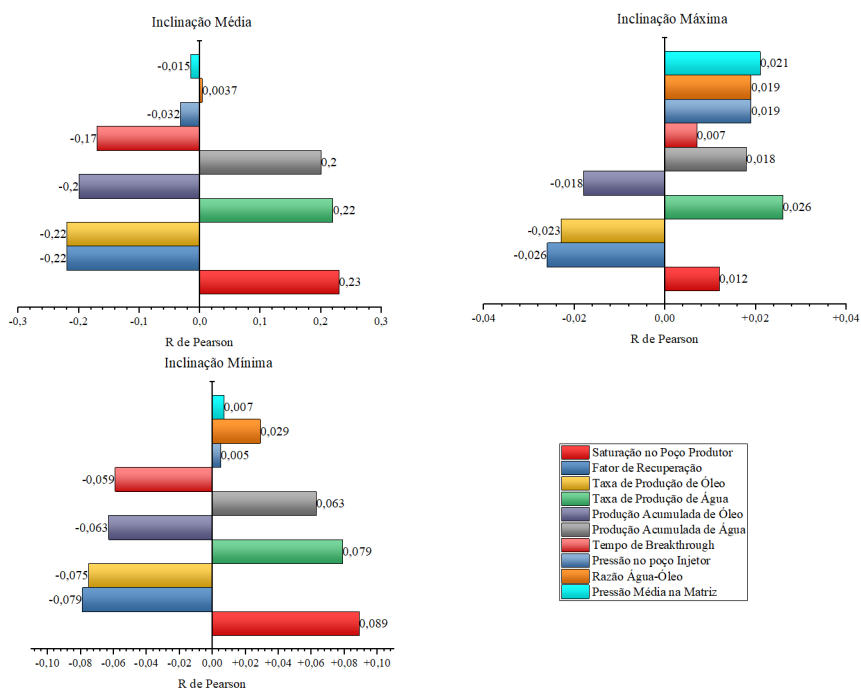 Inclinação Média
-0,015
0,0037
-0,032
-0,17
0,2
-0,2
0,22
-0,22
-0,22
0,23
-0,3 -0,2 -0,1 0,0 0,1 0,2 0,3
R de Pearson
Inclinação Máxima
0,021
0,019
0,019
0,007
0,018
-0,018
0,026
-0,023
-0,026
0,012
-0,04 -0,02 0,00 +0,02 +0,04
R de Pearson
Inclinação Mínima
0,007
0,029
0,005
-0,059
0,063
-0,063
0,079
-0,075
-0,079
0,089
-0,10 -0,08 -0,06 -0,04 -0,02 0,00 +0,02 +0,04 +0,06 +0,08 +0,10
R de Pearson
Saturação no Poço Produtor
Fator de Recuperação
Taxa de Produção de Óleo
Taxa de Produção de Água
Produção Acumulada de Óleo
Produção Acumulada de Água
Tempo de Breakthrough
Pressão no poço Injetor
Razão Água-Óleo
Pressão Média na Matriz